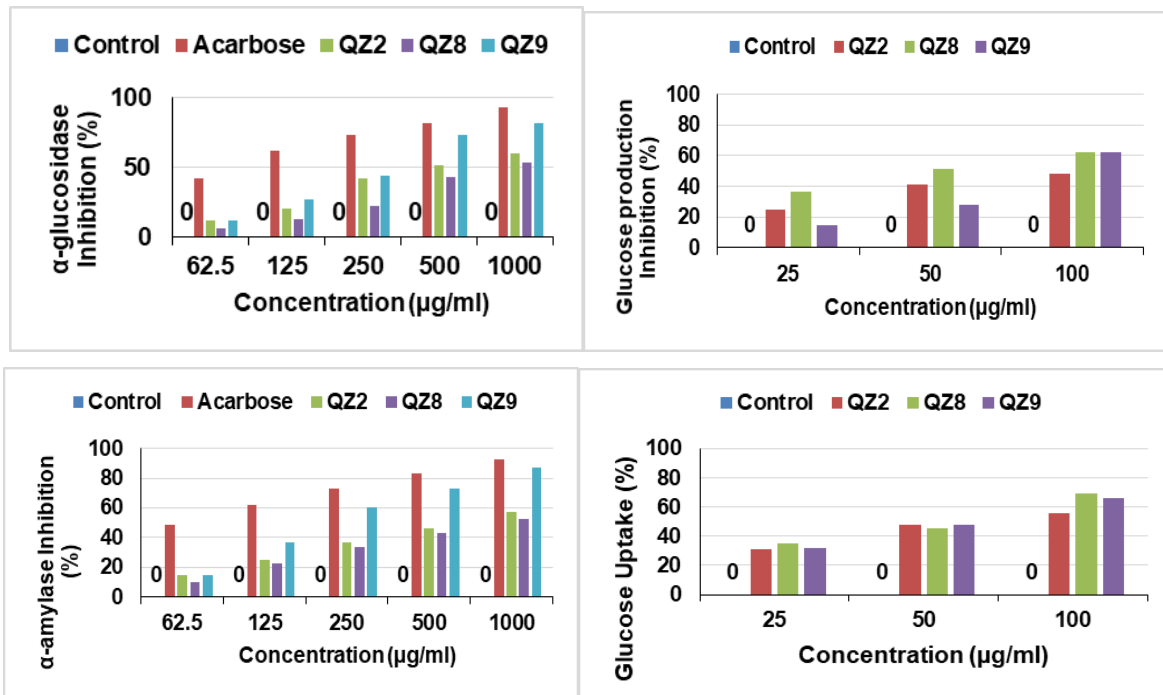 Control Acarbose QZ2 QZ8 QZ9
α-glucosidase
Inhibition (%)
100
50
0
0 0 0 0 0
62.5 125 250 500 1000
Concentration (µg/ml)
Control QZ2 QZ8 QZ9
Glucose production
Inhibition (%)
100
80
60
40
20
0
0 0 0
25 50 100
Concentration (µg/ml)
Control Acarbose QZ2 QZ8 QZ9
α-amylase Inhibition
(%)
100
80
60
40
20
0
0 0 0 0 0
62.5 125 250 500 1000
Concentration (µg/ml)
Control QZ2 QZ8 QZ9
Glucose Uptake (%)
100
80
60
40
20
0
0 0 0
25 50 100
Concentration (µg/ml)